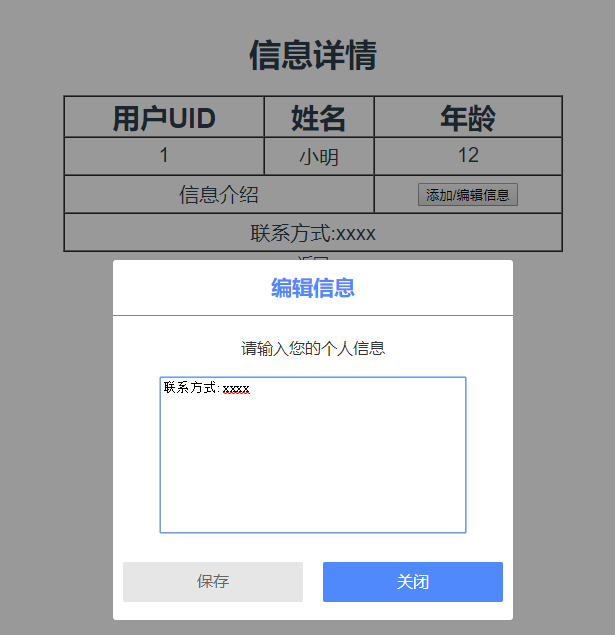 信息详情
用户UID 姓名 年龄
1 小明 12
信息介绍 添加/编辑信息
联系方式:xxxx
编辑信息
请输入您的个人信息
联系方式: xxxx
保存 关闭